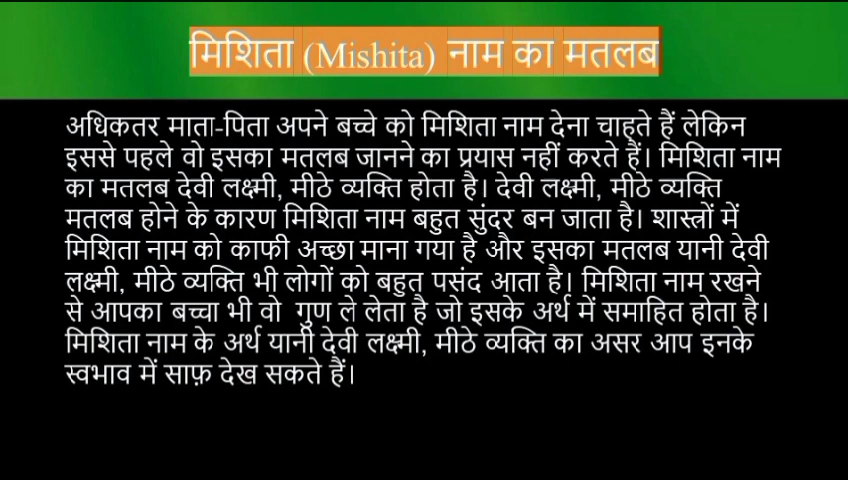 मिशिता (Mishita) नाम का मतलब
अधिकतर माता-पिता अपने बच्चे को मिशिता नाम देना चाहते हैं लेकिन
इससे पहले वो इसका मतलब जानने का प्रयास नहीं करते हैं। मिशिता नाम
का मतलब देवी लक्ष्मी, मीठे व्यक्ति होता है। देवी लक्ष्मी, मीठे व्यक्ति
मतलब होने के कारण मिशिता नाम बहुत सुंदर बन जाता है। शास्त्रों में
मिशिता नाम को काफी अच्छा माना गया है और इसका मतलब यानी देवी
लक्ष्मी, मीठे व्यक्ति भी लोगों को बहुत पसंद आता है। मिशिता नाम रखने
से आपका बच्चा भी वो गुण ले लेता है जो इसके अर्थ में समाहित होता है।
मिशिता नाम के अर्थ यानी देवी लक्ष्मी, मीठे व्यक्ति का असर आप इनके
स्वभाव में साफ़ देख सकते हैं।